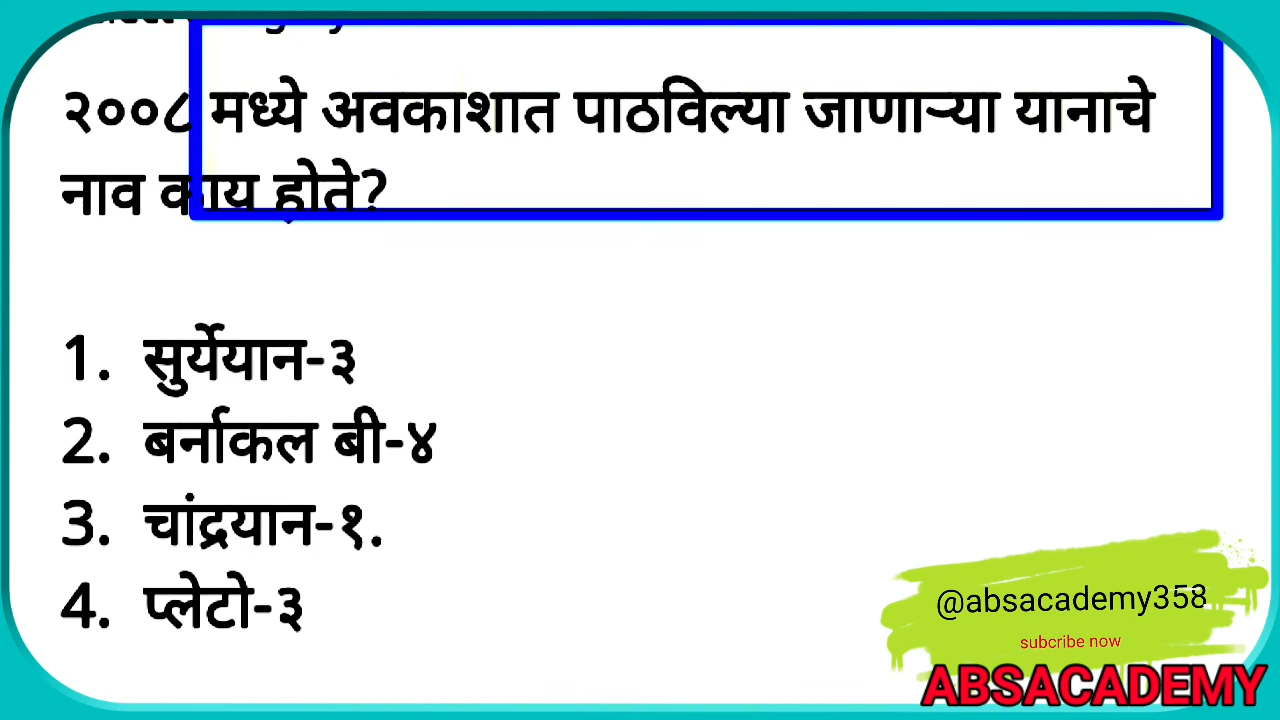 २००८ मध्ये अवकाशात पाठविल्या जाणाऱ्या यानाचे
नाव काय होते?
1. सुर्येयान-३
2. बर्नाकल बी-४
3. चांद्रयान-१.
4. प्लेटो-३
@absacademy358
subcribe now
ABSACADEMY